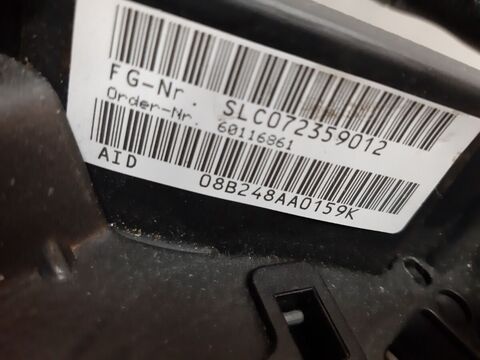 FG-Nr. SLC072359012
Order-Nr. 60116861
AID 08B248AA0159K